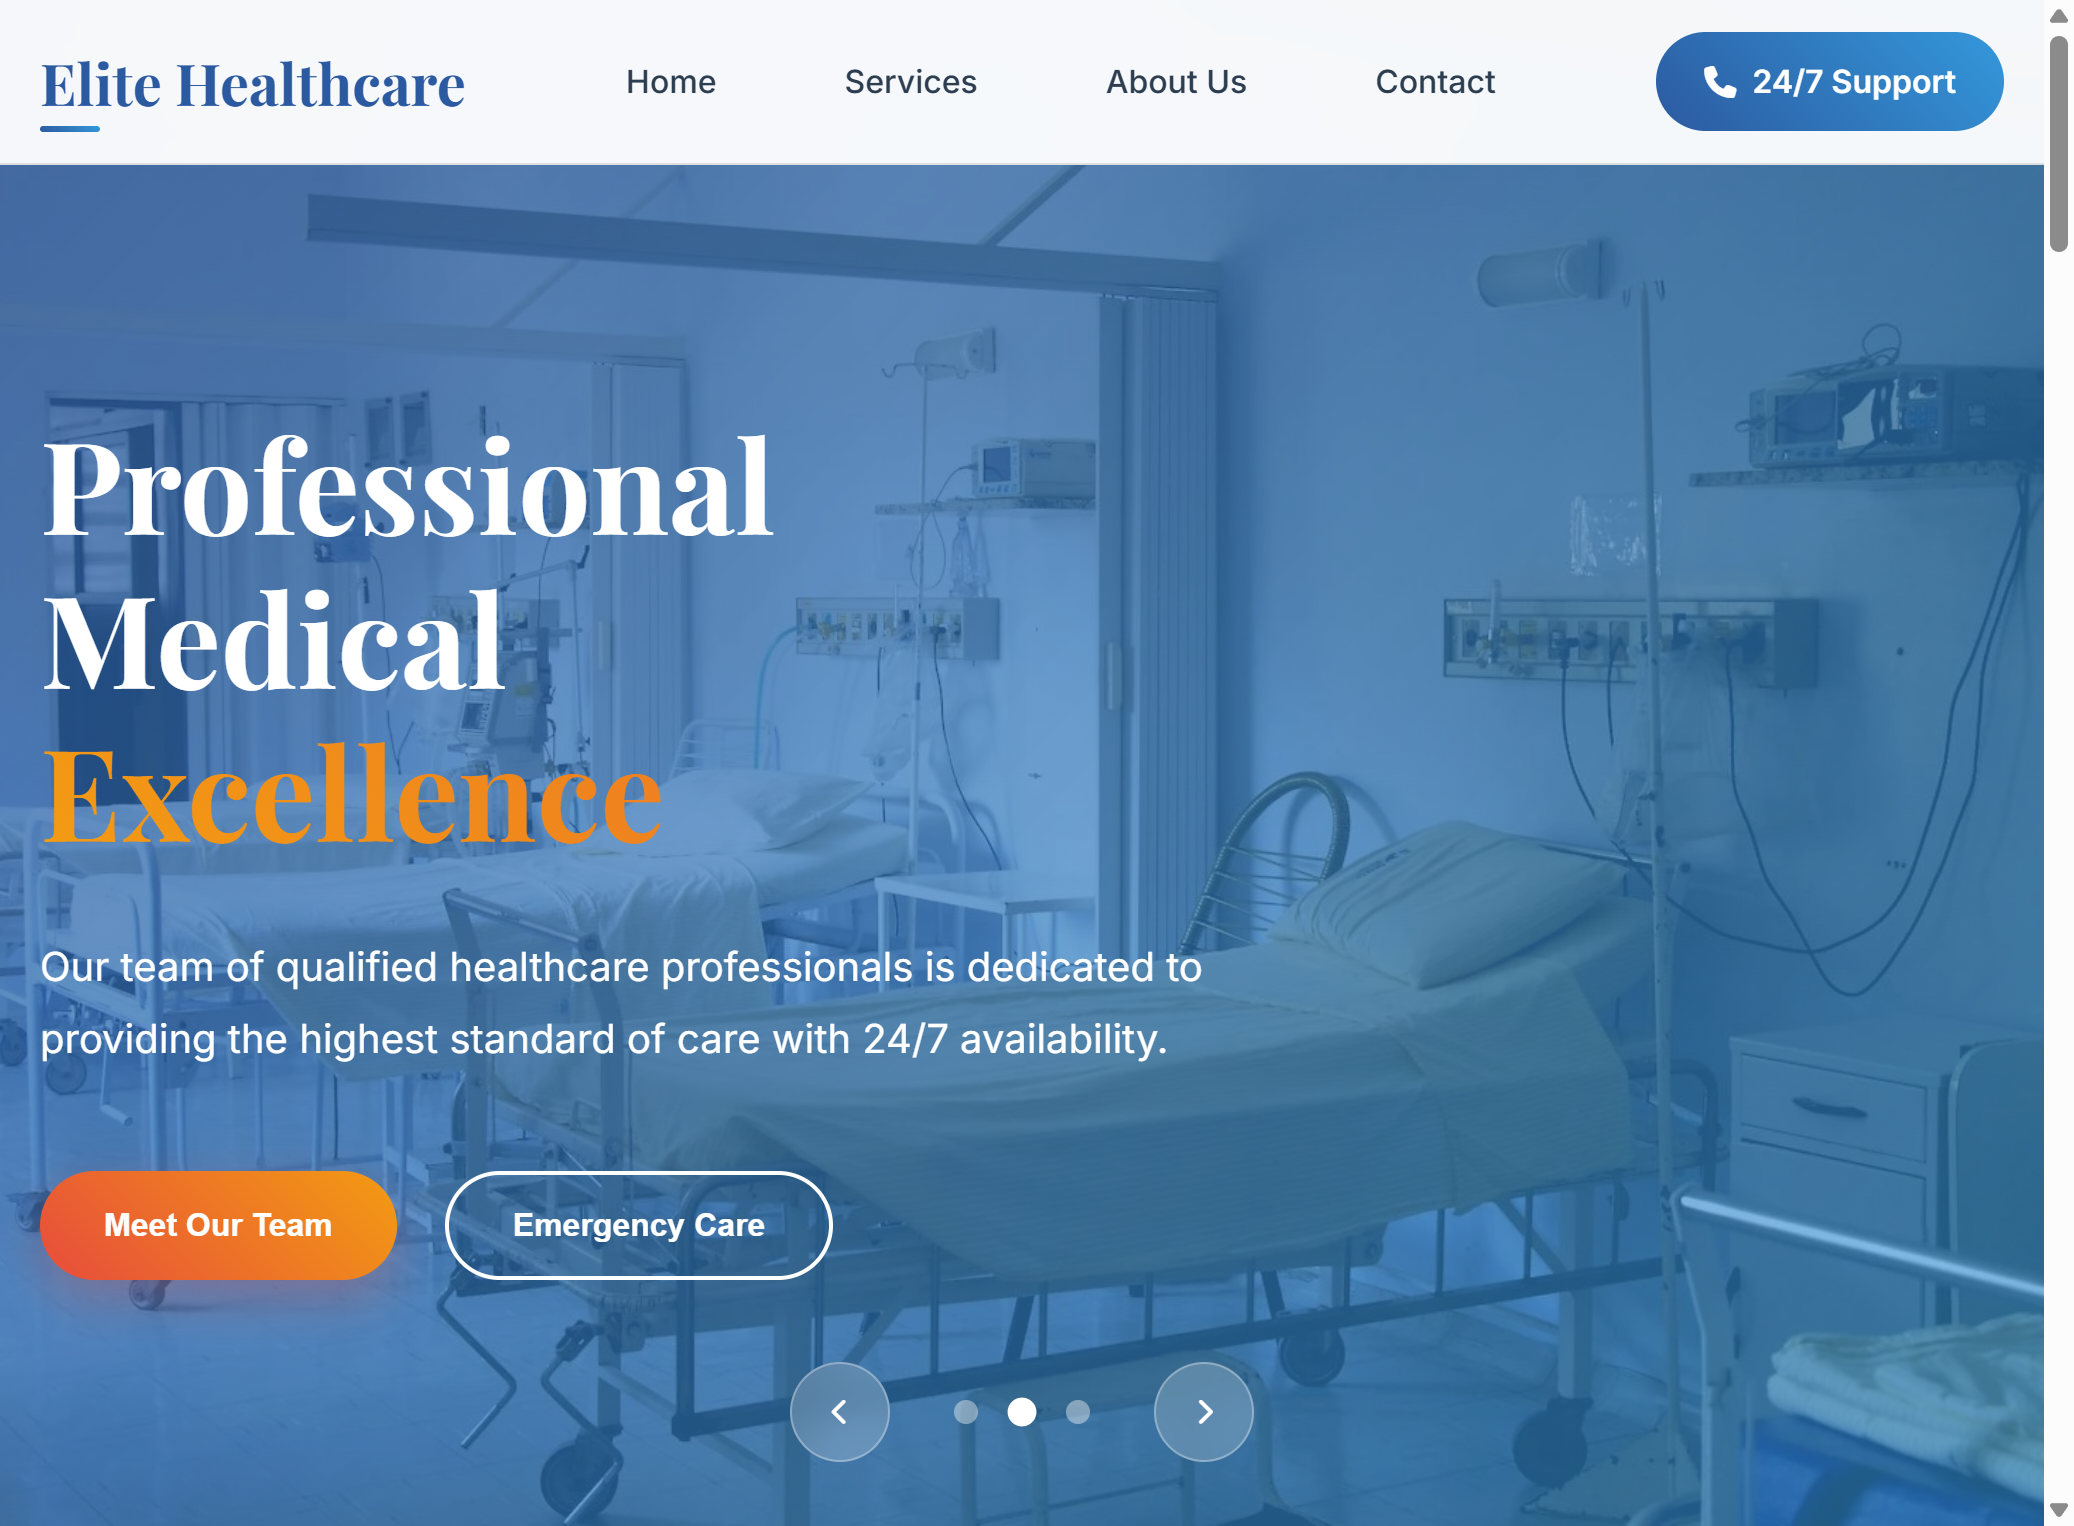 Elite Healthcare
Home
Services
About Us
Contact
24/7 Support
Professional
Medical
Excellence
Our team of qualified healthcare professionals is dedicated to
providing the highest standard of care with 24/7 availability.
Meet Our Team
Emergency Care